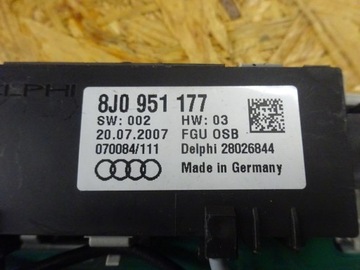 DELPHI
8J0 951 177
SW: 002 HW: 03
20.07.2007 FGU OSB
070084/111 Delphi 28026844
Made in Germany